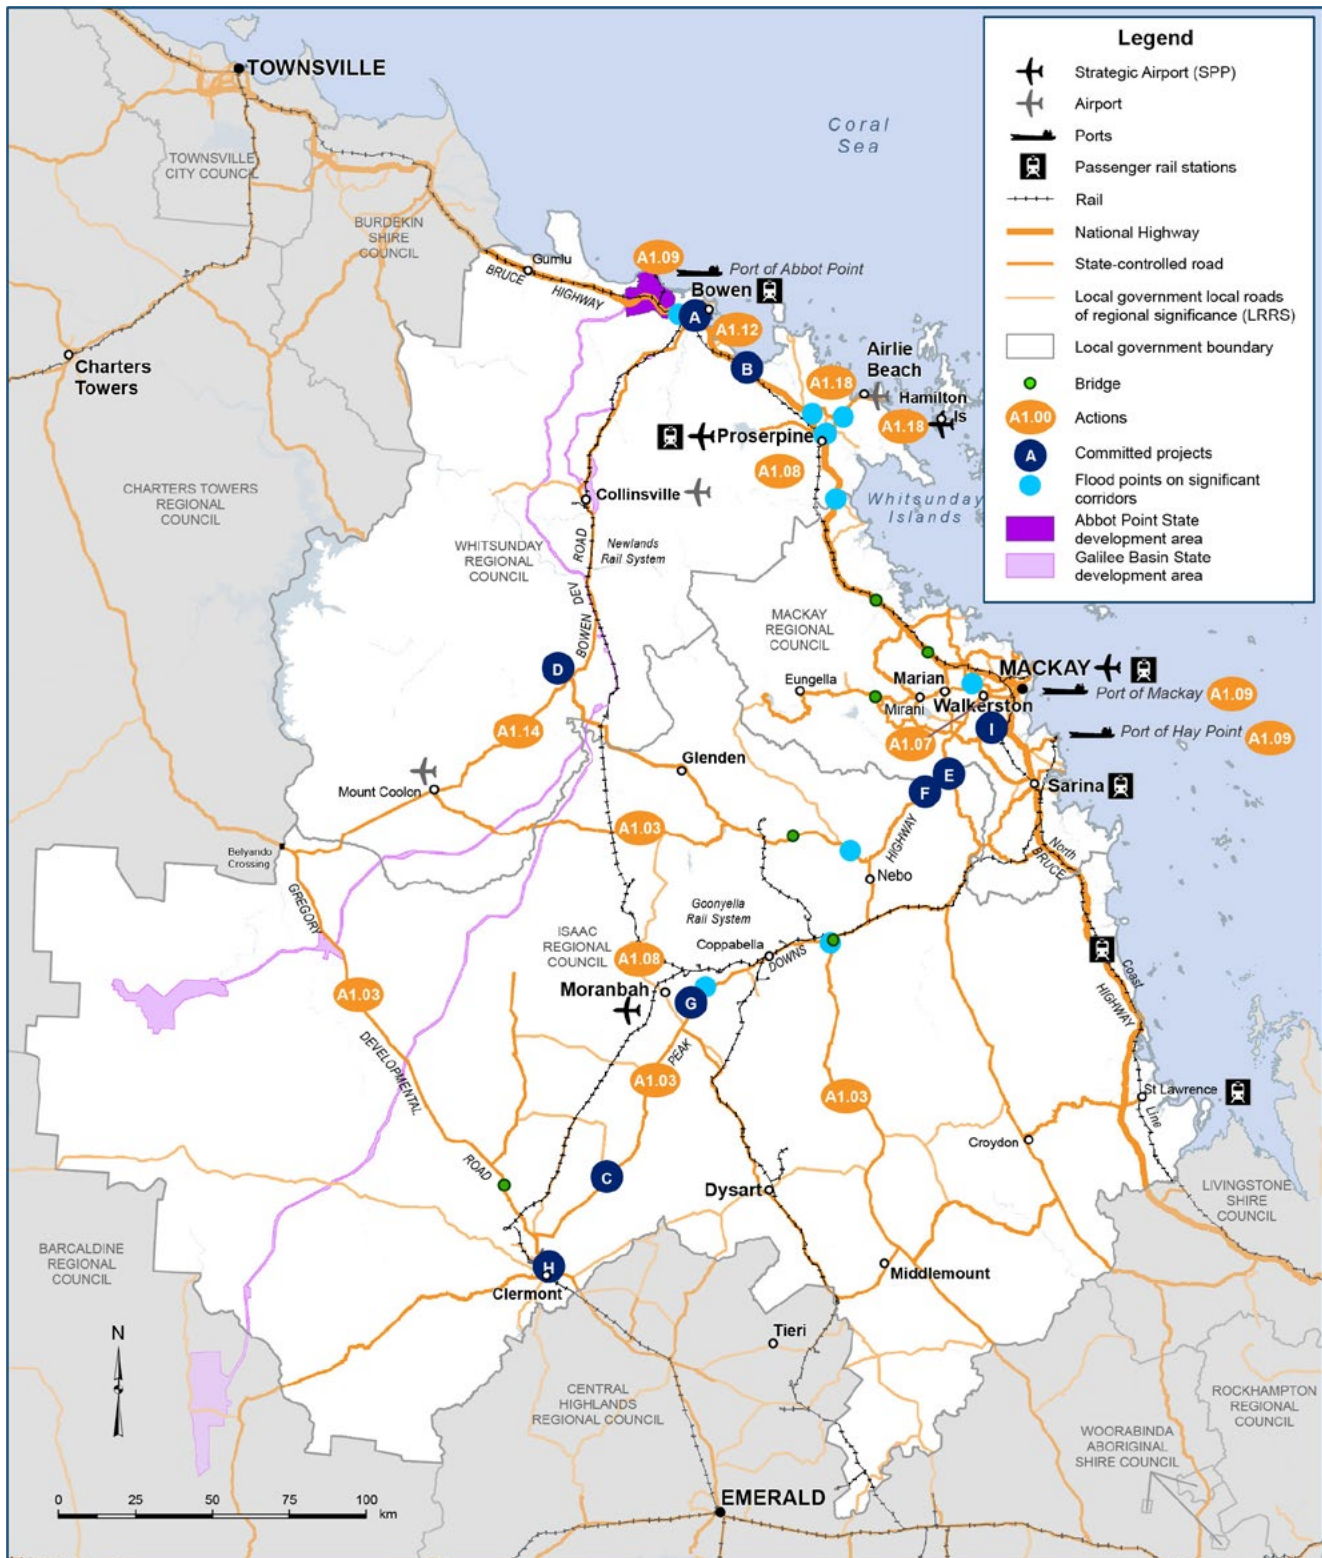 Legend
Strategic Airport (SPP)
Airport
Ports
Passenger rail stations
Rail
National Highway
State-controlled road
Local government local roads
of regional significance (LRRS)
Local government boundary
Bridge
A1.00
Actions
A
Committed projects
Flood points on significant
corridors
Abbot Point State
development area
Galilee Basin State
development area
TOWNSVILLE
Coral
Sea
TOWNSVILLE
CITY COUNCIL
BURDEKIN
SHIRE
COUNCIL
Gumlu
BRUCE
HIGHWAY
A1.09
Port of Abbot Point
Bowen
A
A1.12
Charters
Towers
B
Airlie
Beach
A1.18
Hamilton
Is
A1.18
Proserpine
A1.08
Collinsville
Whitsunday
Islands
CHARTERS TOWERS
REGIONAL
COUNCIL
WHITSUNDAY
REGIONAL
COUNCIL
Newlands
Rail System
BOWEN
DEV
ROAD
MACKAY
REGIONAL
COUNCIL
D
Eungella
Marian
Mirani
MACKAY
Walkerston
Port of Mackay
A1.09
A1.14
A1.07
I
Port of Hay Point
A1.09
Glenden
E
F
Sarina
Mount Coolon
A1.03
HIGHWAY
Belyando
Crossing
North
BRUCE
Nebo
GREGORY
Goonyella
Rail System
ISAAC
REGIONAL
COUNCIL
Coppabella
DOWNS
A1.08
Moranbah
Coast
HIGHWAY
A1.03
G
PEAK
DEVELOPMENTAL
A1.03
A1.03
St Lawrence
Line
Croydon
ROAD
C
Dysart
LIVINGSTONE
SHIRE
COUNCIL
BARCALDINE
REGIONAL
COUNCIL
H
Clermont
Middlemount
N
Tieri
CENTRAL
HIGHLANDS
REGIONAL COUNCIL
ROCKHAMPTON
REGIONAL
COUNCIL
WOORABINDA
ABORIGINAL
SHIRE COUNCIL
EMERALD
0 25 50 75 100
km